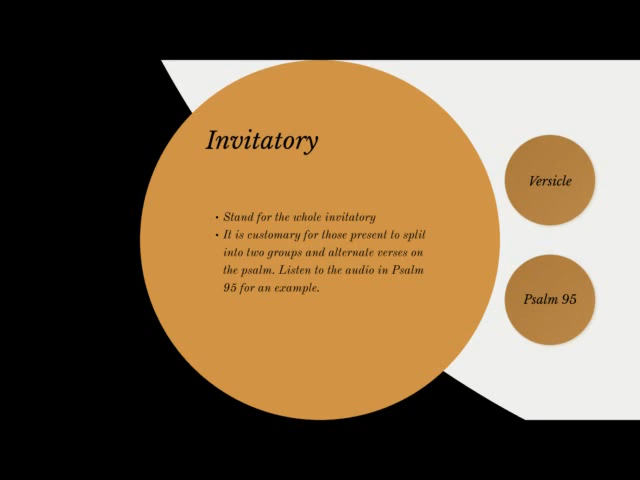 Invitatory
• Stand for the whole invitatory
• It is customary for those present to split
into two groups and alternate verses on
the psalm. Listen to the audio in Psalm
95 for an example.
Versicle
Psalm 95